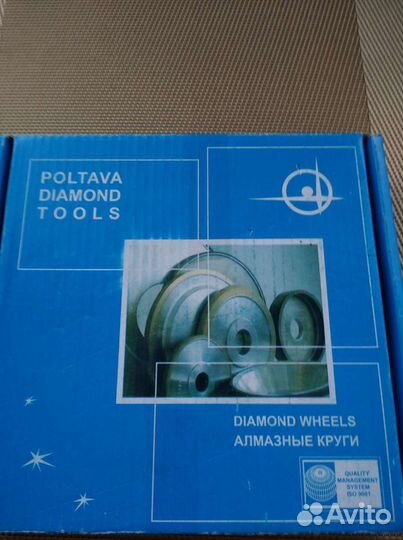 POLTAVA
DIAMOND
TOOLS
DIAMOND WHEELS
АЛМАЗНЫЕ КРУГИ
QUALITY
MANAGEMENT
SYSTEM
ISO 9001
Avito